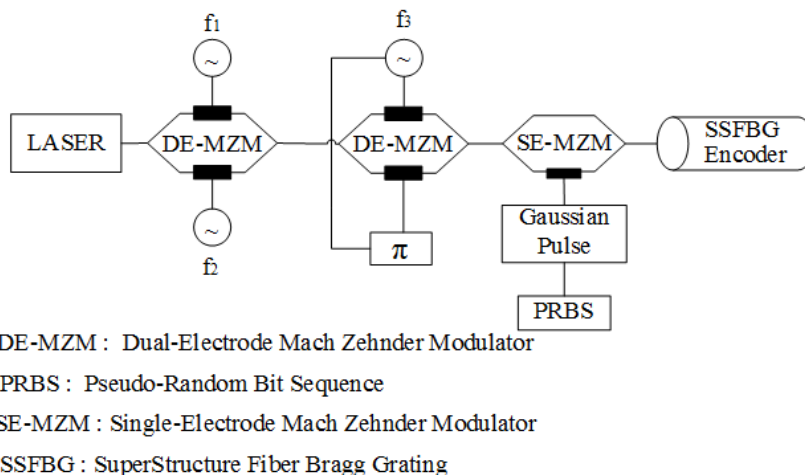 f1
f3
~
~
LASER
DE-MZM
DE-MZM
SE-MZM
SSFBG
Encoder
~
f2
π
Gaussian
Pulse
PRBS
DE-MZM : Dual-Electrode Mach Zehnder Modulator
PRBS : Pseudo-Random Bit Sequence
SE-MZM : Single-Electrode Mach Zehnder Modulator
SSFBG : SuperStructure Fiber Bragg Grating